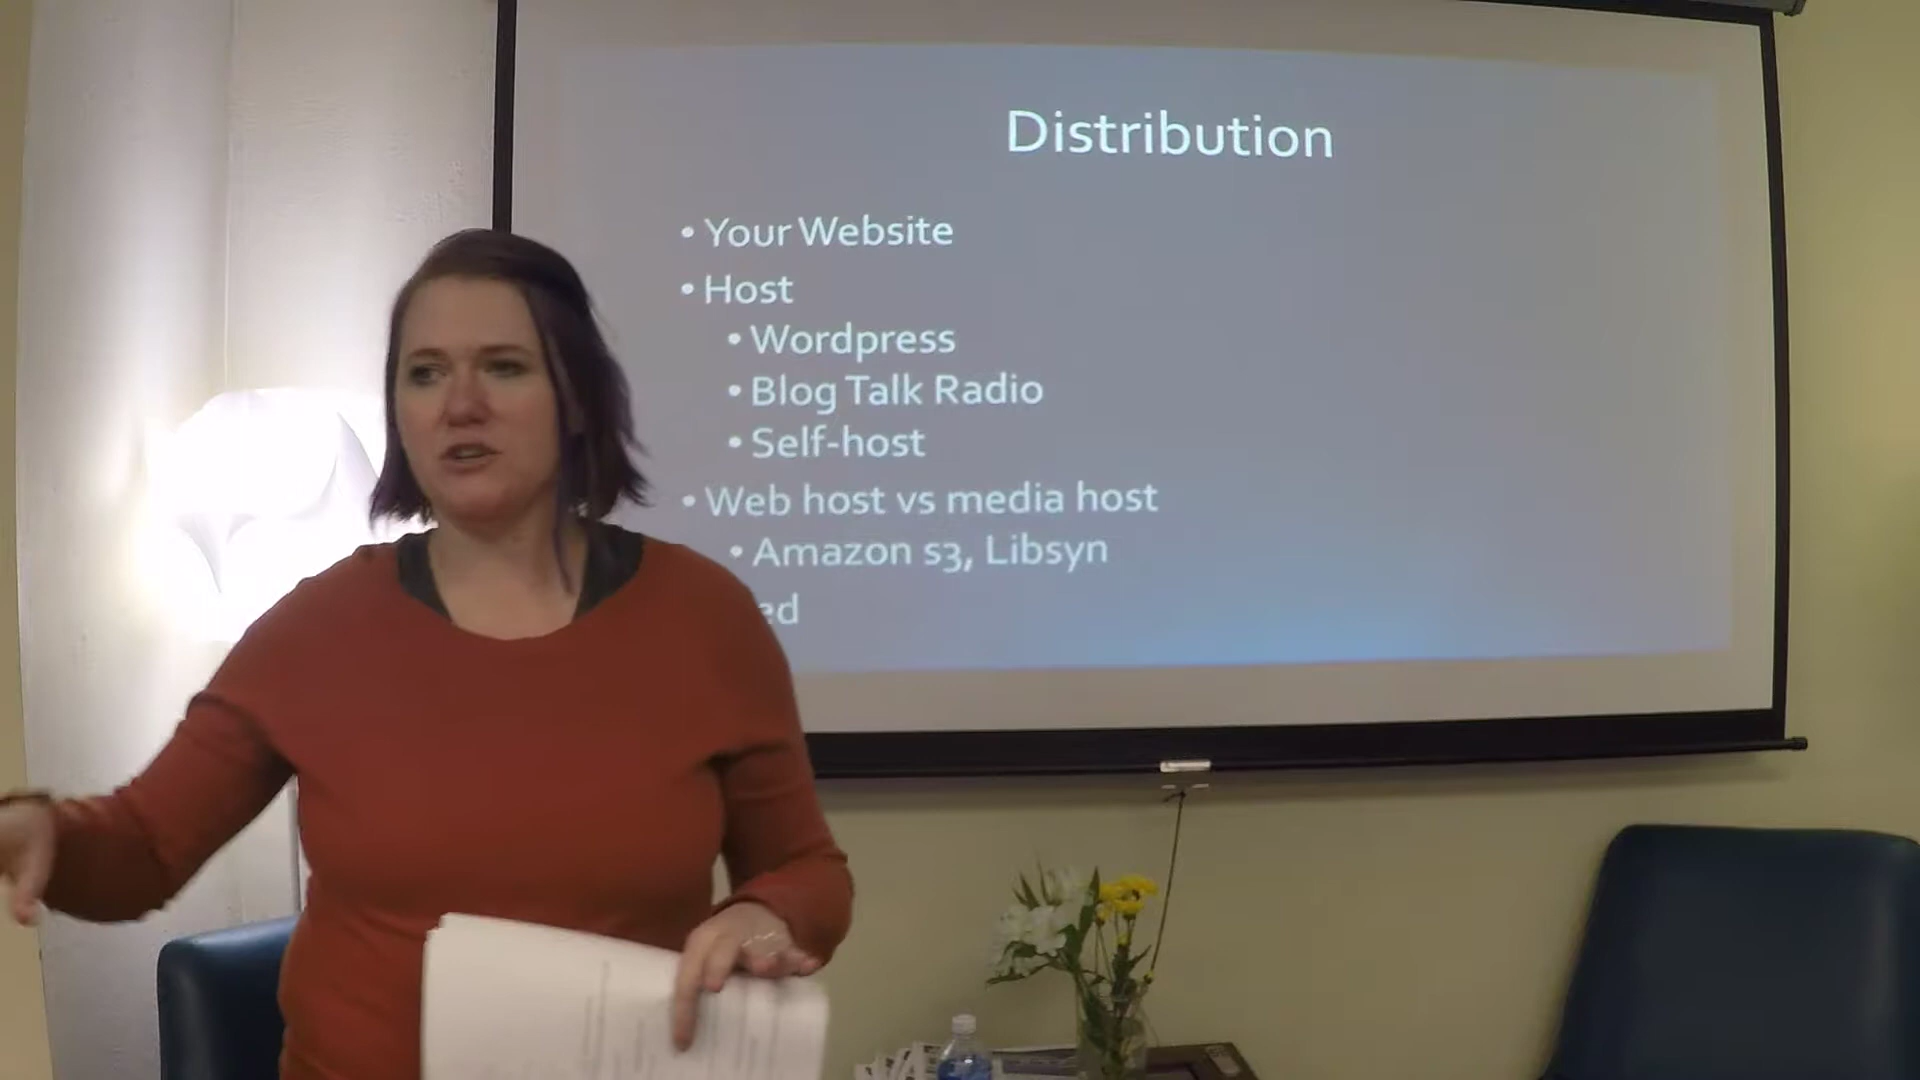 Distribution
• Your Website
• Host
• Wordpress
• Blog Talk Radio
• Self-host
• Web host vs media host
• Amazon s3, Libsyn